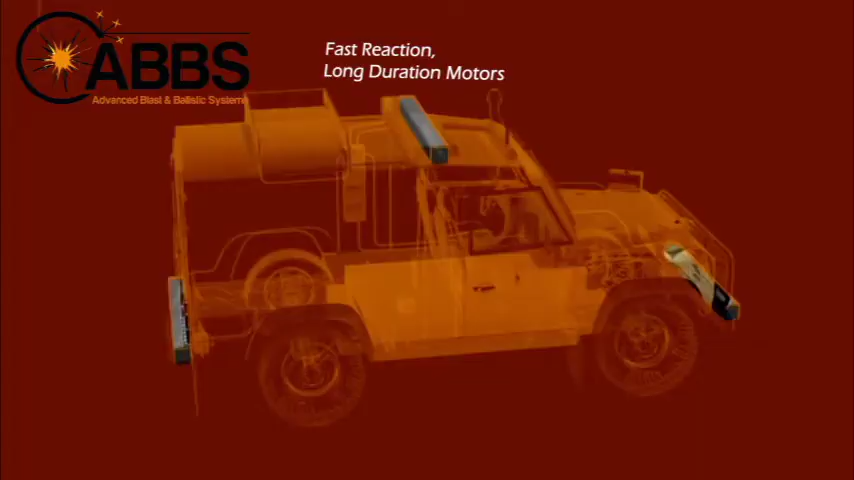 ABBS
Advanced Blast & Ballistic Systems
Fast Reaction,
Long Duration Motors